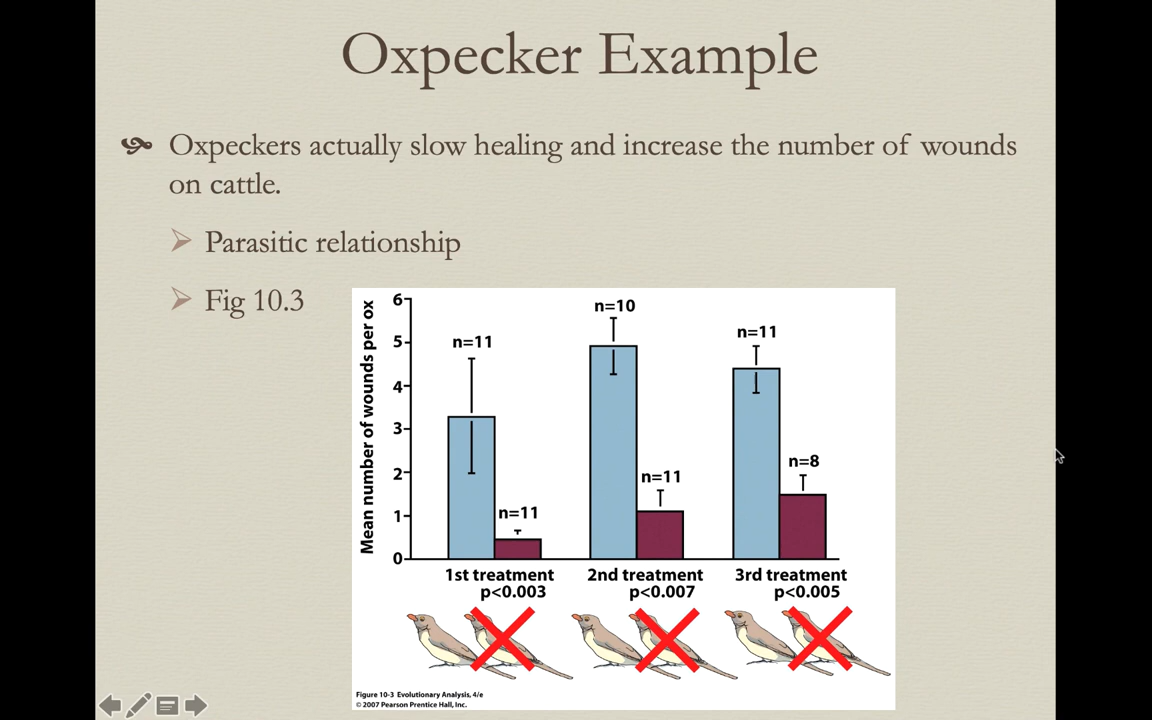 Oxpecker Example
Oxpeckers actually slow healing and increase the number of wounds
on cattle.
Parasitic relationship
Fig 10.3
Mean number of wounds per ox
6
5
4
3
2
1
0
n=11
n=11
n=10
n=11
n=11
n=8
1st treatment
p<0.003
2nd treatment
p<0.007
3rd treatment
p<0.005
Figure 10-3 Evolutionary Analysis, 4/e
© 2007 Pearson Prentice Hall, Inc.